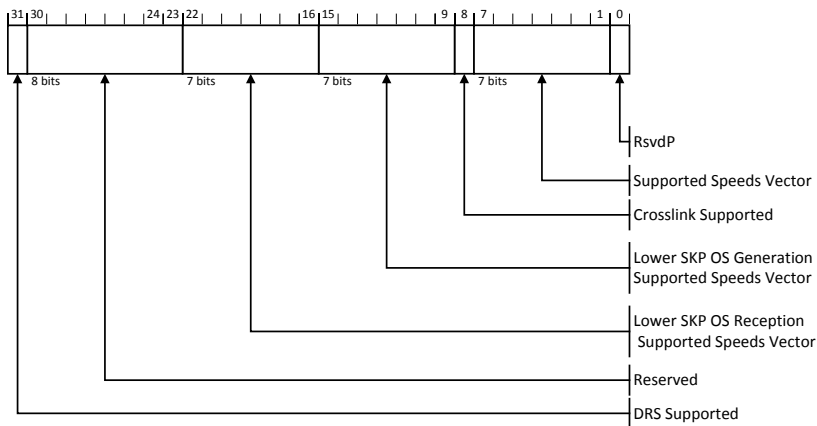 31 30 24 23 22 16 15 9 8 7 1 0
8 bits 7 bits 7 bits 7 bits
RsvdP
Supported Speeds Vector
Crosslink Supported
Lower SKP OS Generation
Supported Speeds Vector
Lower SKP OS Reception
Supported Speeds Vector
Reserved
DRS Supported